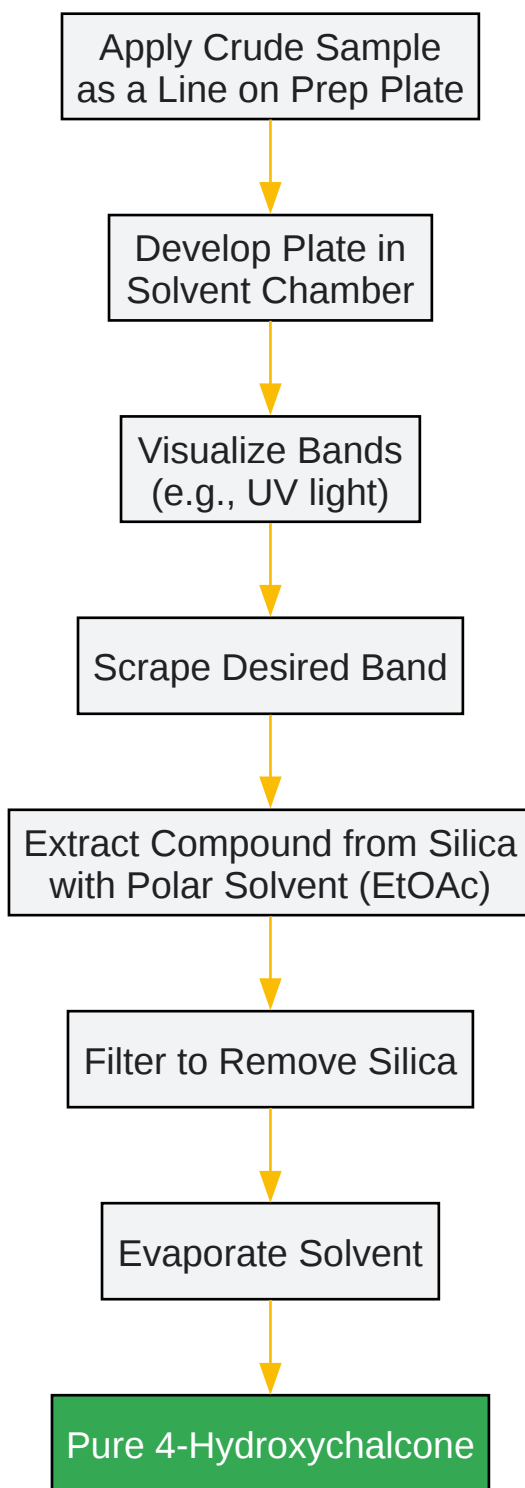 Apply Crude Sample
as a Line on Prep Plate
Develop Plate in
Solvent Chamber
Visualize Bands
(e.g., UV light)
Scrape Desired Band
Extract Compound from Silica
with Polar Solvent (EtOAc)
Filter to Remove Silica
Evaporate Solvent
Pure 4-Hydroxychalcone